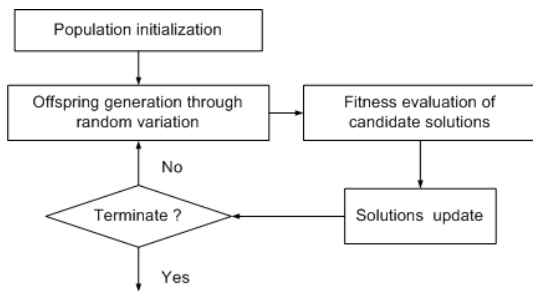 Population initialization
Offspring generation through
random variation
Fitness evaluation of
candidate solutions
No
Terminate ?
Solutions update
Yes